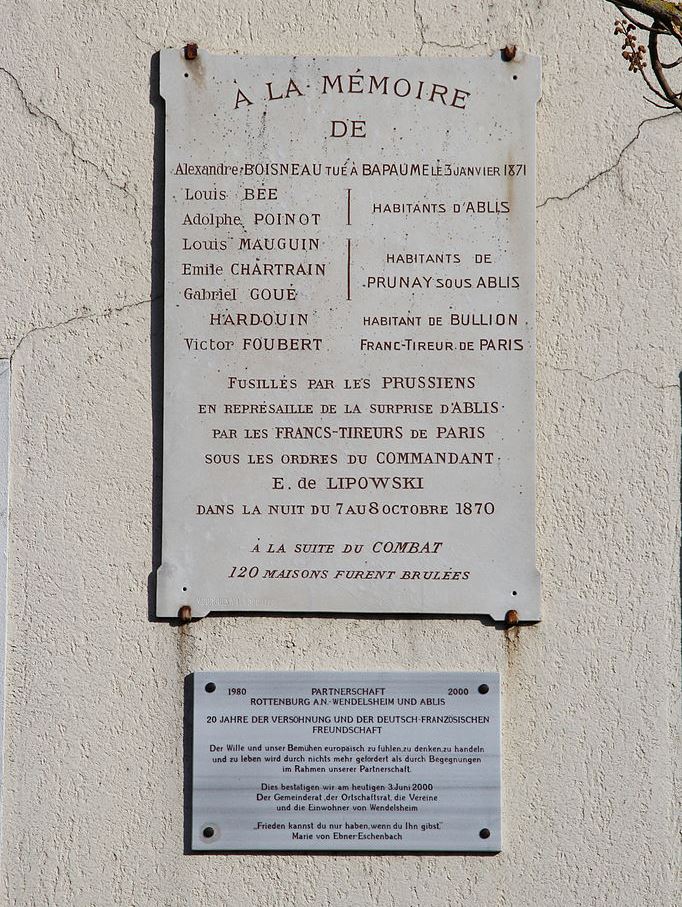 À LA MÉMOIRE
DE
Alexandre BOISNEAU TUÉ À BAPAUME LE 3 JANVIER 1871
Louis BÉE
Adolphe POINOT
HABITANTS D'ABLIS
Louis MAUGUIN
Emile CHARTRAIN
Gabriel GOUÉ
HABITANTS DE
PRUNAY SOUS ABLIS
HARDOUIN HABITANT DE BULLION
Victor FOUBERT FRANC-TIREUR DE PARIS
FUSILLÉS PAR LES PRUSSIENS
EN REPRÉSAILLE DE LA SURPRISE D'ABLIS
PAR LES FRANCS-TIREURS DE PARIS
SOUS LES ORDRES DU COMMANDANT
E. de LIPOWSKI
DANS LA NUIT DU 7 AU 8 OCTOBRE 1870
À LA SUITE DU COMBAT
120 MAISONS FURENT BRULÉES
1980 PARTNERSCHAFT 2000
ROTTENBURG A.N.-WENDELSHEIM UND ABLIS
20 JAHRE DER VERSÖHNUNG UND DER DEUTSCH-FRANZÖSISCHEN
FREUNDSCHAFT
Der Wille und unser Bemühen europäisch zu fühlen,zu denken,zu handeln
und zu leben wird durch nichts mehr gefördert als durch Begegnungen
im Rahmen unserer Partnerschaft.
Dies bestätigen wir am heutigen 3.Juni 2000
Der Gemeinderat ,der Ortschaftsrat, die Vereine
und die Einwohner von Wendelsheim
„Frieden kannst du nur haben,wenn du Ihn gibst."
Marie von Ebner-Eschenbach